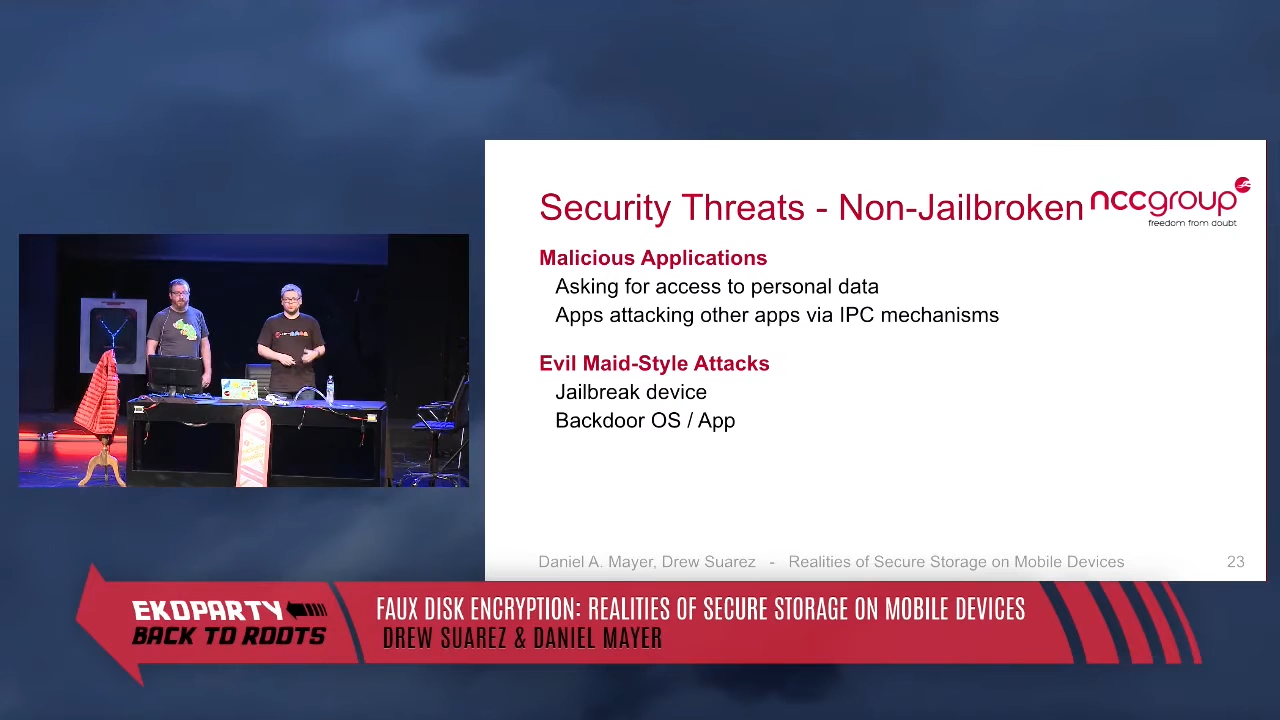 Security Threats - Non-Jailbroken
nccgroup
freedom from doubt
Malicious Applications
Asking for access to personal data
Apps attacking other apps via IPC mechanisms
Evil Maid-Style Attacks
Jailbreak device
Backdoor OS / App
Daniel A. Mayer, Drew Suarez - Realities of Secure Storage on Mobile Devices 23
EKOPARTY
BACK TO ROOTS
FAUX DISK ENCRYPTION: REALITIES OF SECURE STORAGE ON MOBILE DEVICES
DREW SUAREZ & DANIEL MAYER